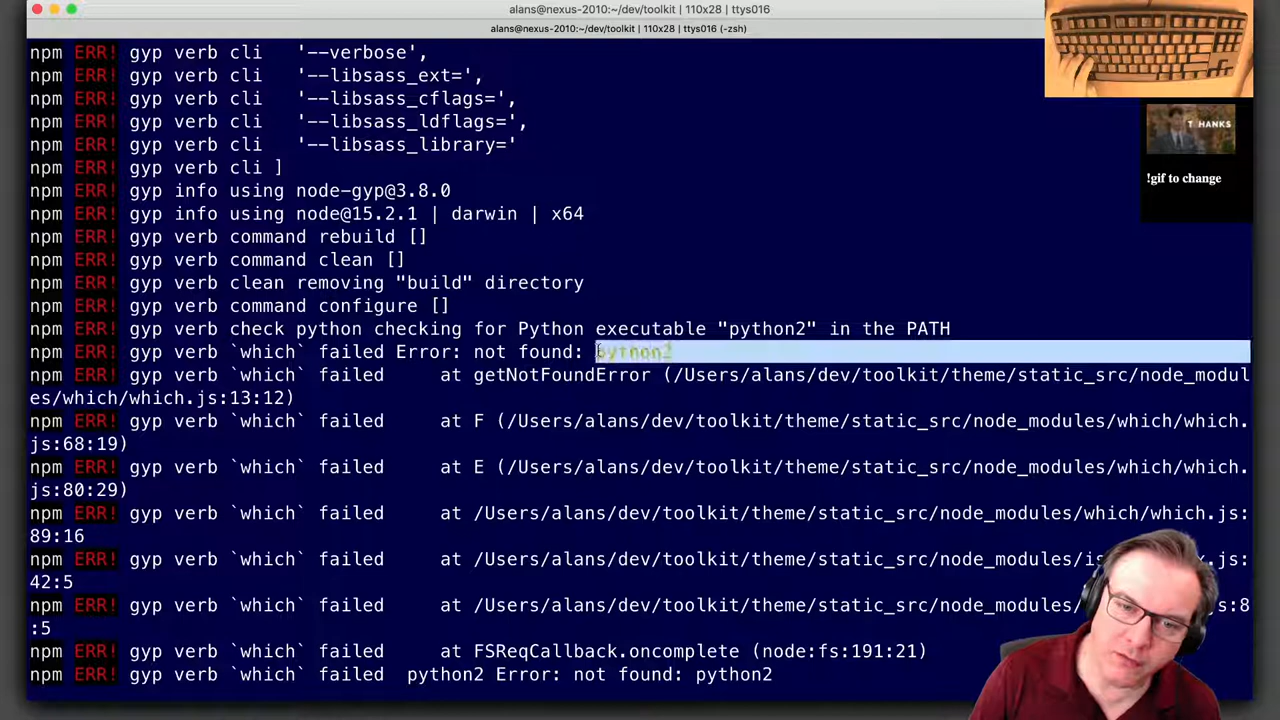 alans@nexus-2010:~/dev/toolkit | 110x28 | ttys016
alans@nexus-2010:~/dev/toolkit | 110x28 | ttys016 (-zsh)
npm ERR! gyp verb cli   '--verbose',
npm ERR! gyp verb cli   '--libsass_ext=',
npm ERR! gyp verb cli   '--libsass_cflags=',
npm ERR! gyp verb cli   '--libsass_ldflags=',
npm ERR! gyp verb cli   '--libsass_library='
npm ERR! gyp verb cli ]
npm ERR! gyp info using node-gyp@3.8.0
npm ERR! gyp info using node@15.2.1 | darwin | x64
npm ERR! gyp verb command rebuild []
npm ERR! gyp verb command clean []
npm ERR! gyp verb clean removing "build" directory
npm ERR! gyp verb command configure []
npm ERR! gyp verb check python checking for Python executable "python2" in the PATH
npm ERR! gyp verb `which` failed Error: not found: python2
npm ERR! gyp verb `which` failed     at getNotFoundError (/Users/alans/dev/toolkit/theme/static_src/node_modul
es/which/which.js:13:12)
npm ERR! gyp verb `which` failed     at F (/Users/alans/dev/toolkit/theme/static_src/node_modules/which/which.
js:68:19)
npm ERR! gyp verb `which` failed     at E (/Users/alans/dev/toolkit/theme/static_src/node_modules/which/which.
js:80:29)
npm ERR! gyp verb `which` failed     at /Users/alans/dev/toolkit/theme/static_src/node_modules/which/which.js:
89:16
npm ERR! gyp verb `which` failed     at /Users/alans/dev/toolkit/theme/static_src/node_modules/
42:5
npm ERR! gyp verb `which` failed     at /Users/alans/dev/toolkit/theme/static_src/node_modules/ js:8
:5
npm ERR! gyp verb `which` failed     at FSReqCallback.oncomplete (node:fs:191:21)
npm ERR! gyp verb `which` failed  python2 Error: not found: python2
T HANKS
!gif to change